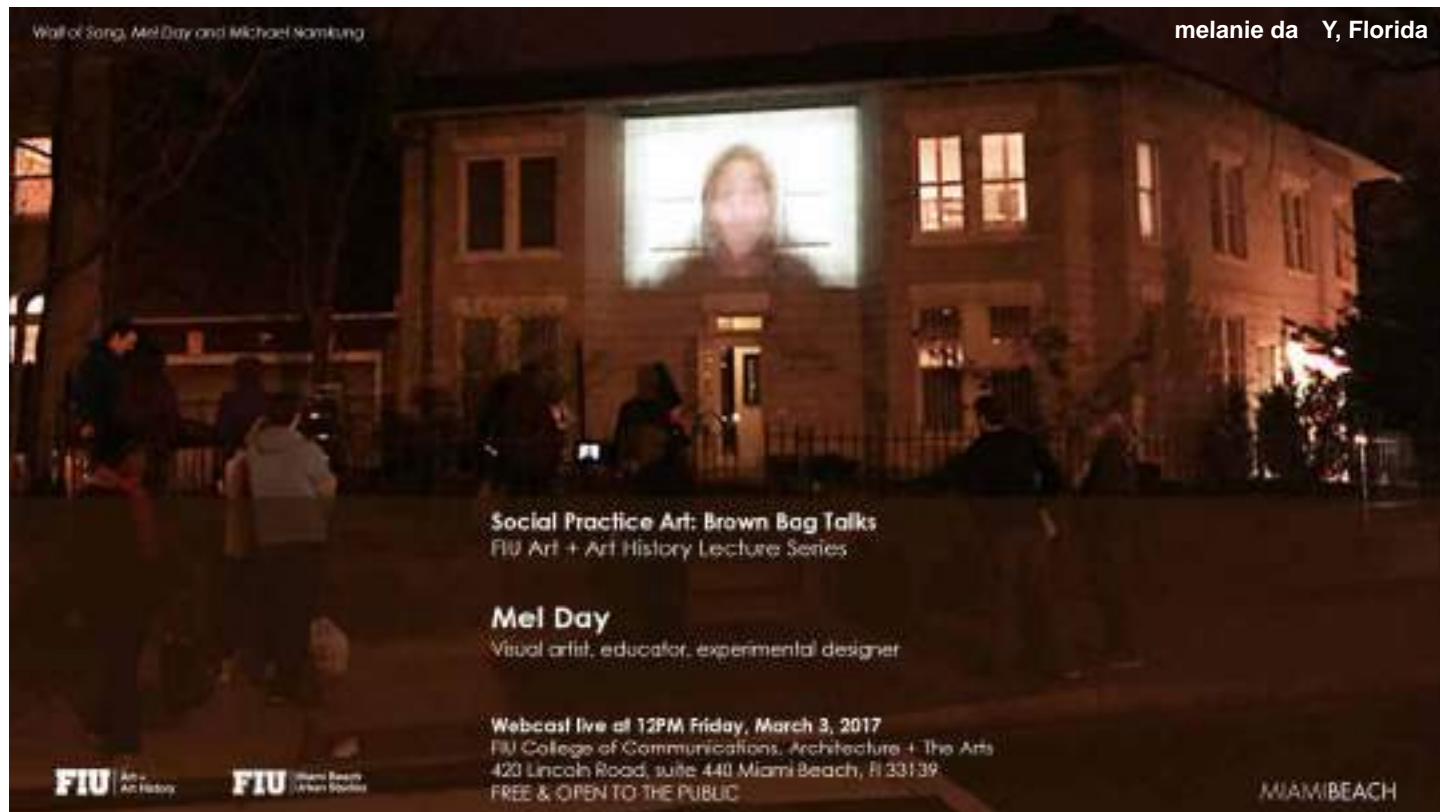 Wall of Song, Mel Day and Michael Namkung
melanie da Y, Florida
Social Practice Art: Brown Bag Talks
FIU Art + Art History Lecture Series
Mel Day
Visual artist, educator, experimental designer
Webcast live at 12PM Friday, March 3, 2017
FIU College of Communications, Architecture + The Arts
420 Lincoln Road, suite 440 Miami Beach, Fl 33139
FREE & OPEN TO THE PUBLIC
FIU Art +
Art History
FIU Miami Beach
Urban Studios
MIAMIBEACH